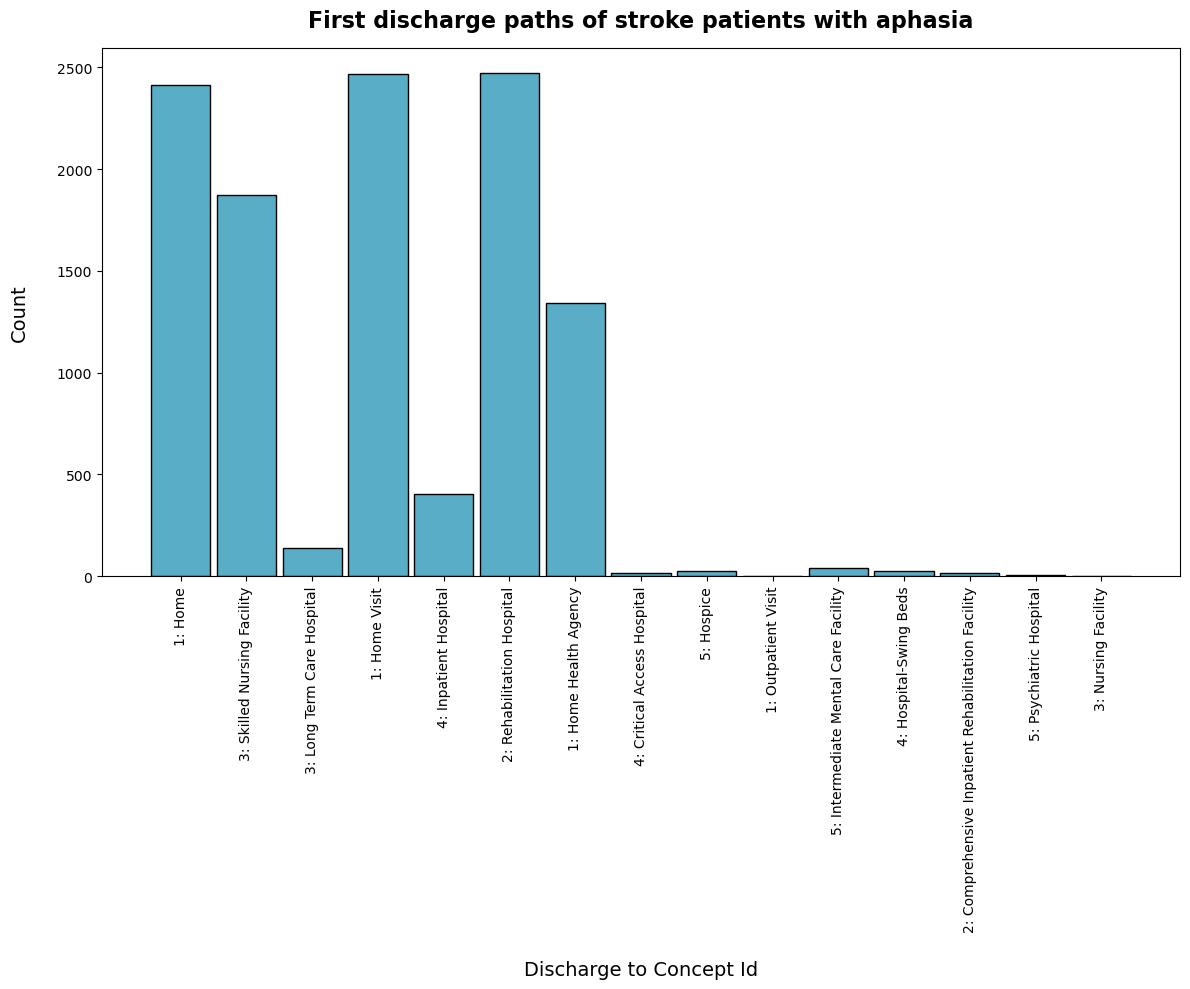 First discharge paths of stroke patients with aphasia
Count
2500
2000
1500
1000
500
0
1: Home
3: Skilled Nursing Facility
3: Long Term Care Hospital
1: Home Visit
4: Inpatient Hospital
2: Rehabilitation Hospital
1: Home Health Agency
4: Critical Access Hospital
5: Hospice
1: Outpatient Visit
5: Intermediate Mental Care Facility
4: Hospital-Swing Beds
2: Comprehensive Inpatient Rehabilitation Facility
5: Psychiatric Hospital
3: Nursing Facility
Discharge to Concept Id